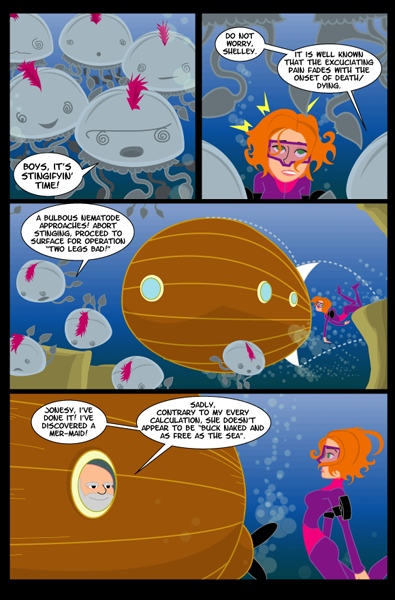 BOYS, IT'S
STINGIFYIN'
TIME!
DO NOT
WORRY,
SHELLEY.
IT IS WELL KNOWN
THAT THE EXCUCIATING
PAIN FADES WITH THE
ONSET OF DEATH/
DYING.
A BULBOUS NEMATODE
APPROACHES! ABORT
STINGING, PROCEED TO
SURFACE FOR OPERATION
"TWO LEGS BAD!"
JONESY, I'VE
DONE IT! I'VE
DISCOVERED A
MER-MAID!
SADLY,
CONTRARY TO MY EVERY
CALCULATION, SHE DOESN'T
APPEAR TO BE "BUCK NAKED AND
AS FREE AS THE SEA".